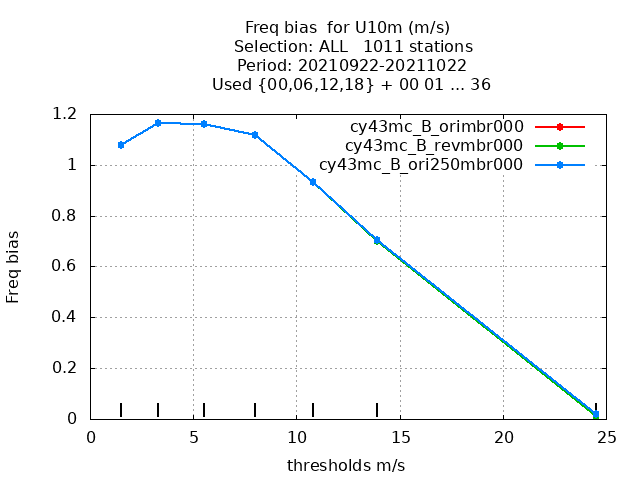 Freq bias  for U10m (m/s)
Selection: ALL   1011 stations
Period: 20210922-20211022
Used {00,06,12,18} + 00 01 ... 36
cy43mc_B_orimbr000
cy43mc_B_revmbr000
cy43mc_B_ori250mbr000
Freq bias
1.2
1
0.8
0.6
0.4
0.2
0
0 5 10 15 20 25
thresholds m/s